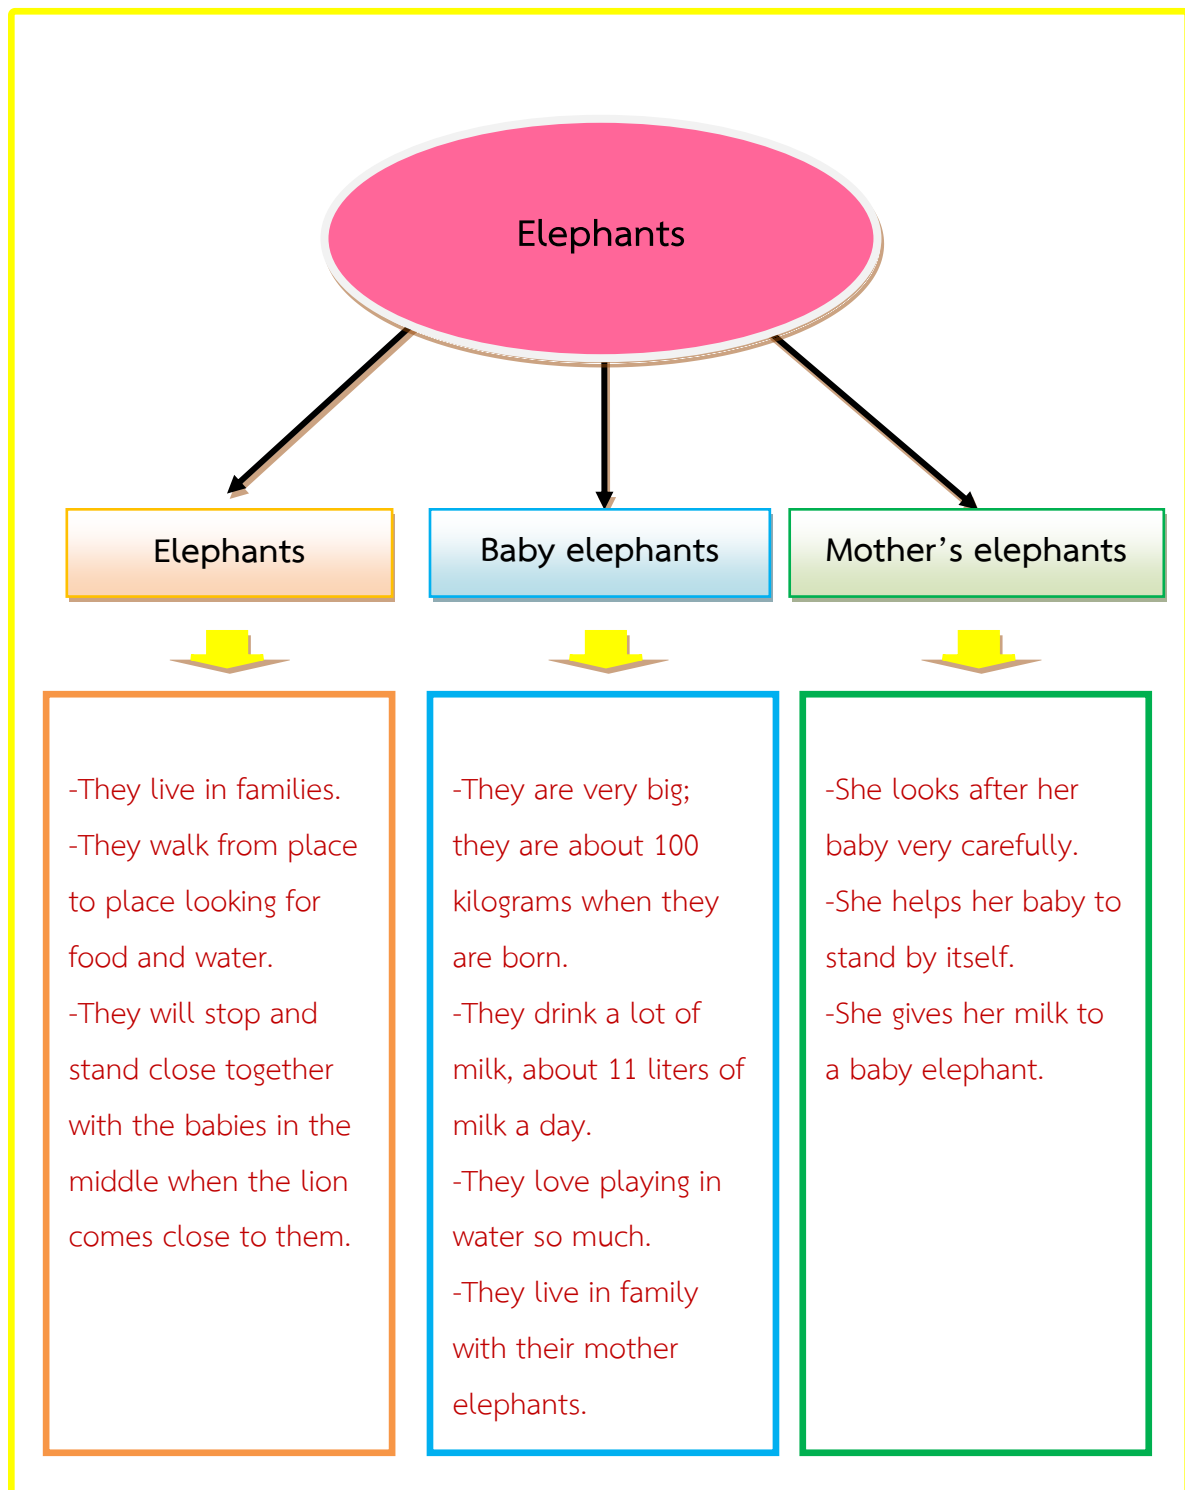 Elephants
Elephants
Baby elephants
Mother’s elephants
-They live in families.
-They walk from place
to place looking for
food and water.
-They will stop and
stand close together
with the babies in the
middle when the lion
comes close to them.
-They are very big;
they are about 100
kilograms when they
are born.
-They drink a lot of
milk, about 11 liters of
milk a day.
-They love playing in
water so much.
-They live in family
with their mother
elephants.
-She looks after her
baby very carefully.
-She helps her baby to
stand by itself.
-She gives her milk to
a baby elephant.